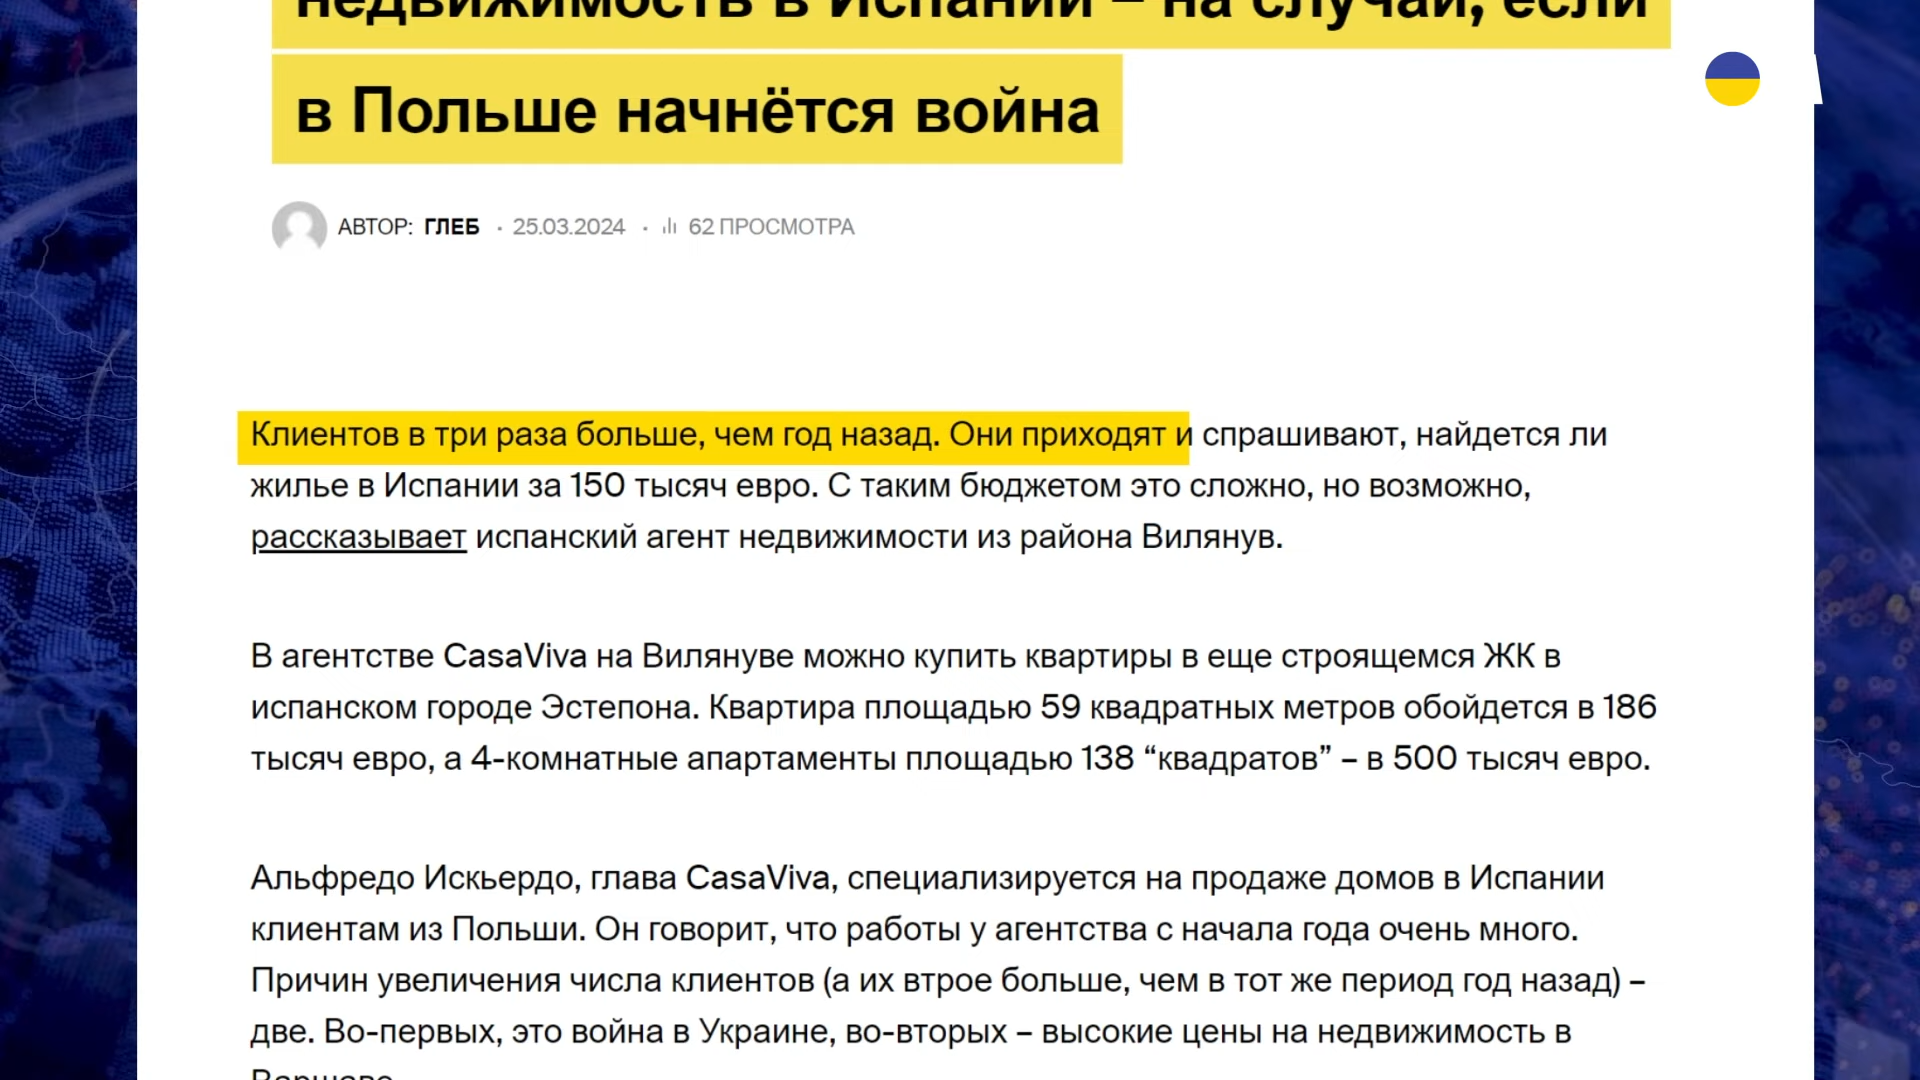 недвижимость в Испании – на случай, если
в Польше начнётся война
АВТОР: ГЛЕБ · 25.03.2024 · 62 ПРОСМОТРА
Клиентов в три раза больше, чем год назад. Они приходят и спрашивают, найдется ли
жилье в Испании за 150 тысяч евро. С таким бюджетом это сложно, но возможно,
рассказывает испанский агент недвижимости из района Вилянув.
В агентстве CasaViva на Вилянуве можно купить квартиры в еще строящемся ЖК в
испанском городе Эстепона. Квартира площадью 59 квадратных метров обойдется в 186
тысяч евро, а 4-комнатные апартаменты площадью 138 “квадратов” – в 500 тысяч евро.
Альфредо Искьердо, глава CasaViva, специализируется на продаже домов в Испании
клиентам из Польши. Он говорит, что работы у агентства с начала года очень много.
Причин увеличения числа клиентов (а их втрое больше, чем в тот же период год назад) –
две. Во-первых, это война в Украине, во-вторых – высокие цены на недвижимость в
Варшаве.